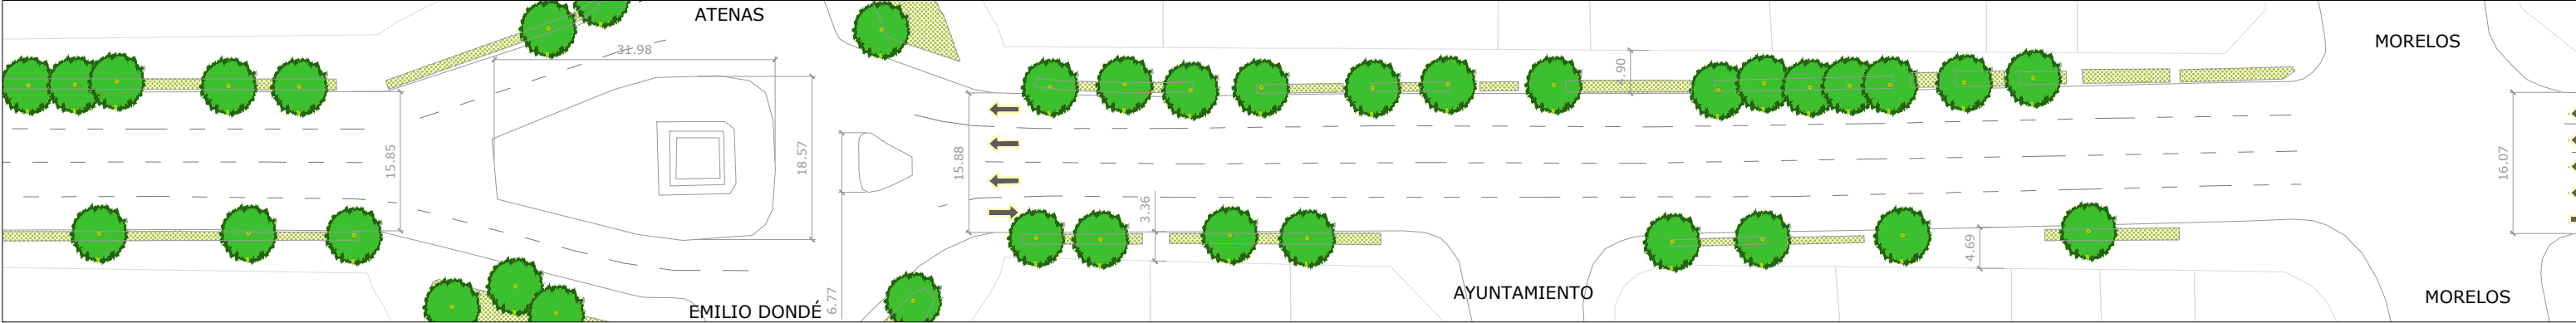 ATENAS
31.98
MORELOS
.90
15.85
18.57
15.88
16.07
3.36
4.69
6.77
EMILIO DONDÉ
AYUNTAMIENTO
MORELOS